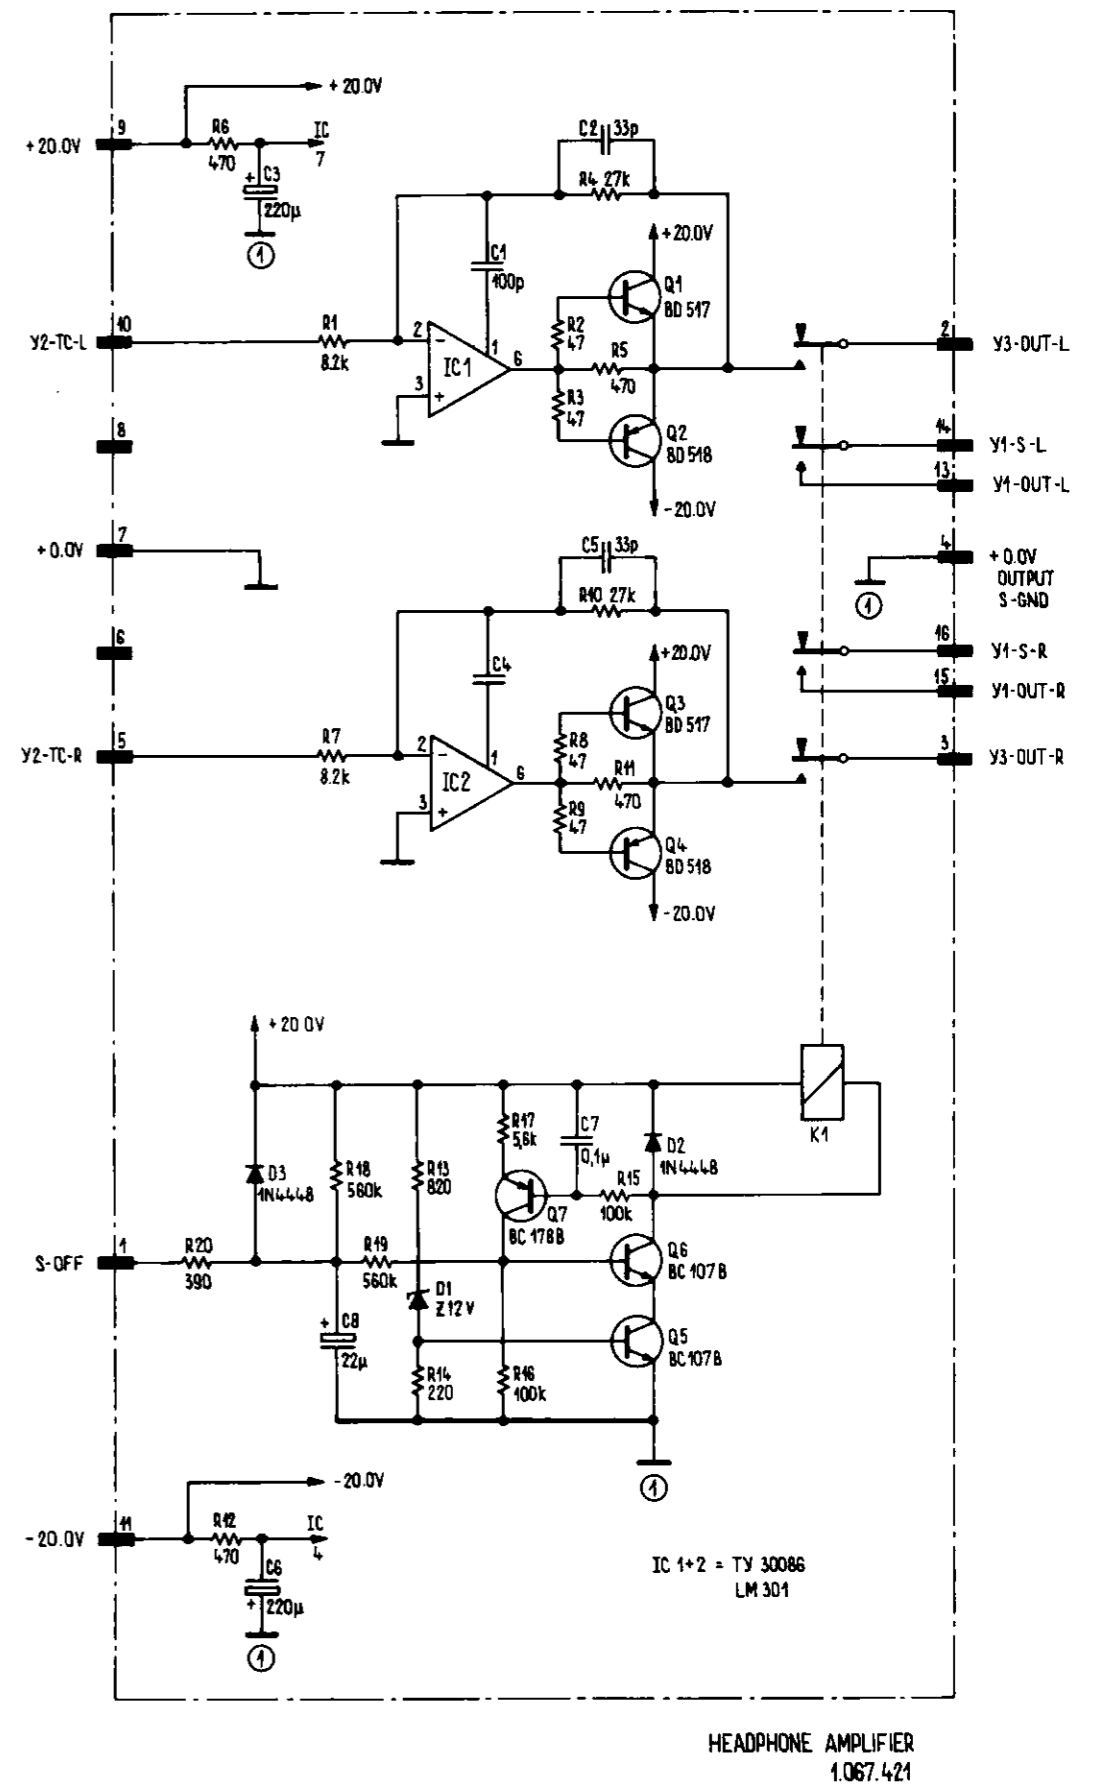 + 20.0V
9
+20.0V
R6
470
IC
7
+
C3
220µ
1
C2
33p
R4 27k
+20.0V
C1
100p
Q1
BD 517
10
Y2-TC-L
R1
8.2k
2
-
IC1
1
6
3
+
R2
47
R5
470
R3
47
Q2
BD 518
-20.0V
2
Y3-OUT-L
14
Y1-S-L
13
Y1-OUT-L
8
7
+0.0V
4
+ 0.0V
OUTPUT
S-GND
1
C5
33p
R10 27k
6
+20.0V
C4
Q3
BD 517
16
Y1-S-R
15
Y1-OUT-R
5
Y2-TC-R
R7
8.2k
2
-
IC2
1
6
3
+
R8
47
R11
470
R9
47
Q4
BD 518
-20.0V
3
Y3-OUT-R
+ 20.0V
K1
R17
5,6k
C7
0,1µ
D2
1N4448
D3
1N4448
R18
560k
R13
820
R15
100k
Q7
BC 178B
1
S-OFF
R20
390
R19
560k
Q6
BC 107B
D1
Z 12 V
+
C8
22µ
Q5
BC 107B
R14
220
R16
100k
1
- 20.0V
11
-20.0V
R12
470
IC
4
C6
+
220µ
1
IC 1+2 = TY 30086
LM 301
HEADPHONE AMPLIFIER
1.067.421